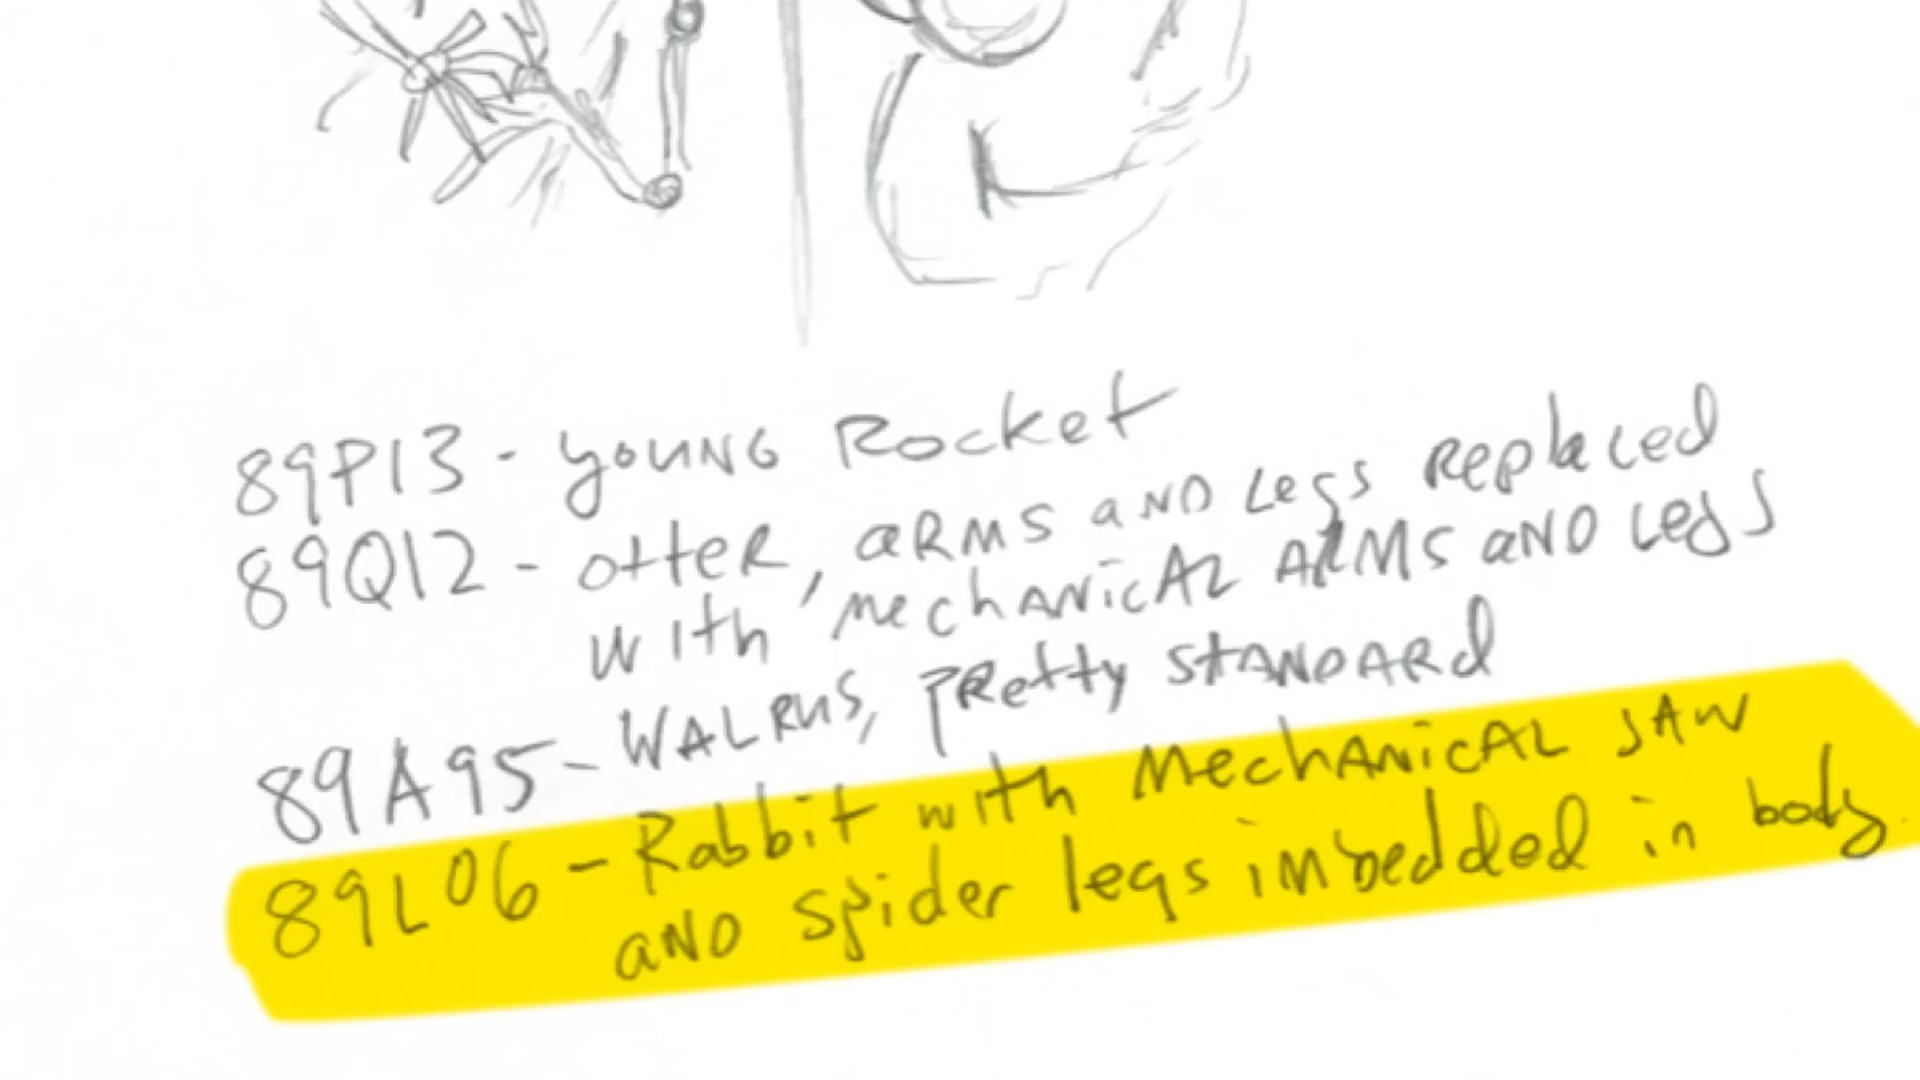 89P13 - young Rocket
89Q12 - otter, arms and legs replaced
with mechanical arms and legs
89A95 - Walrus, pretty standard
89L06 - Rabbit with mechanical saw
and spider legs imbedded in body.